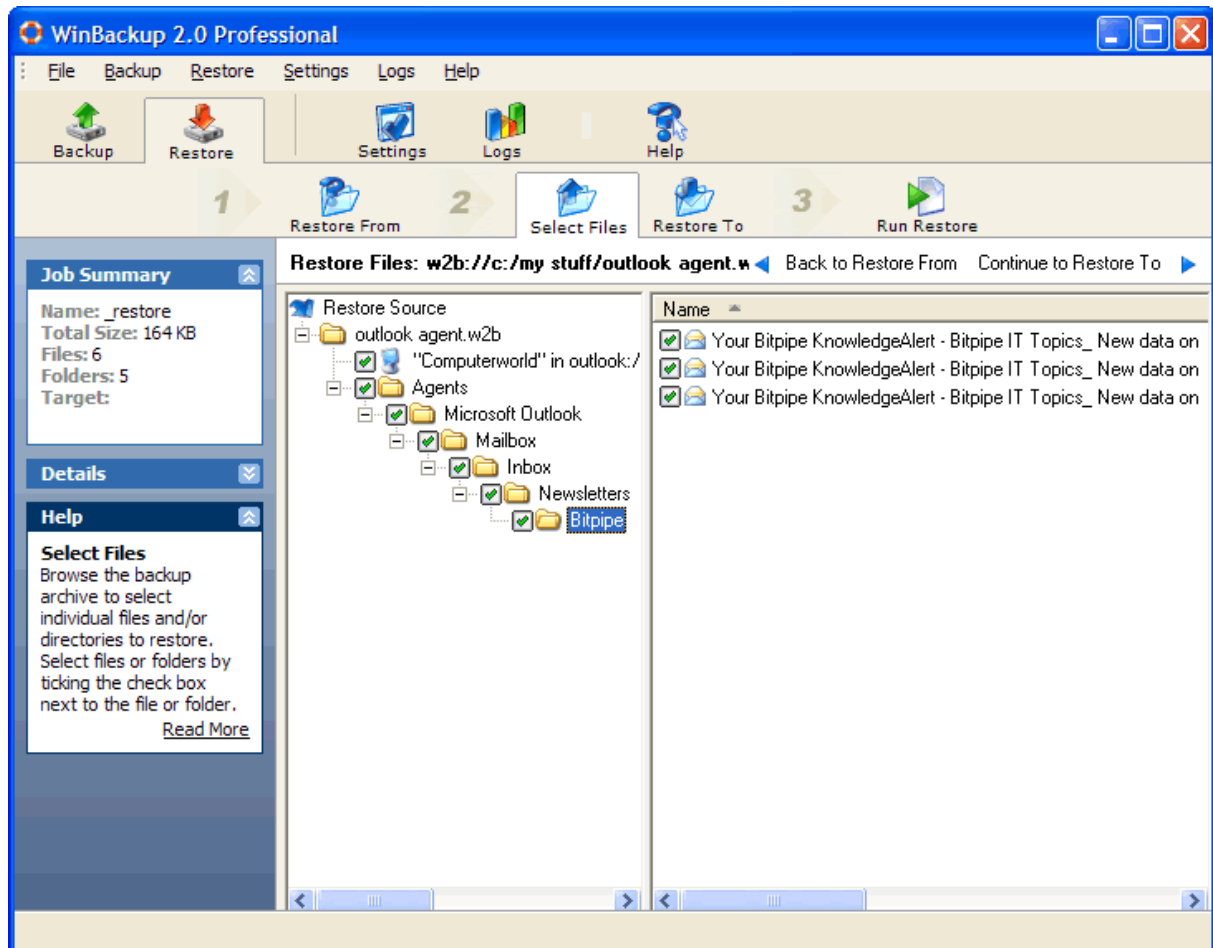 WinBackup 2.0 Professional
File Backup Restore Settings Logs Help
Backup Restore Settings Logs Help
1 Restore From 2 Select Files Restore To 3 Run Restore
Job Summary
Name: _restore
Total Size: 164 KB
Files: 6
Folders: 5
Target:
Details
Help
Select Files
Browse the backup
archive to select
individual files and/or
directories to restore.
Select files or folders by
ticking the check box
next to the file or folder.
Read More
Restore Files: w2b://c:/my stuff/outlook agent.w Back to Restore From Continue to Restore To
Restore Source
outlook agent.w2b
"Computerworld" in outlook:/
Agents
Microsoft Outlook
Mailbox
Inbox
Newsletters
Bitpipe
Name
Your Bitpipe KnowledgeAlert - Bitpipe IT Topics_ New data on
Your Bitpipe KnowledgeAlert - Bitpipe IT Topics_ New data on
Your Bitpipe KnowledgeAlert - Bitpipe IT Topics_ New data on